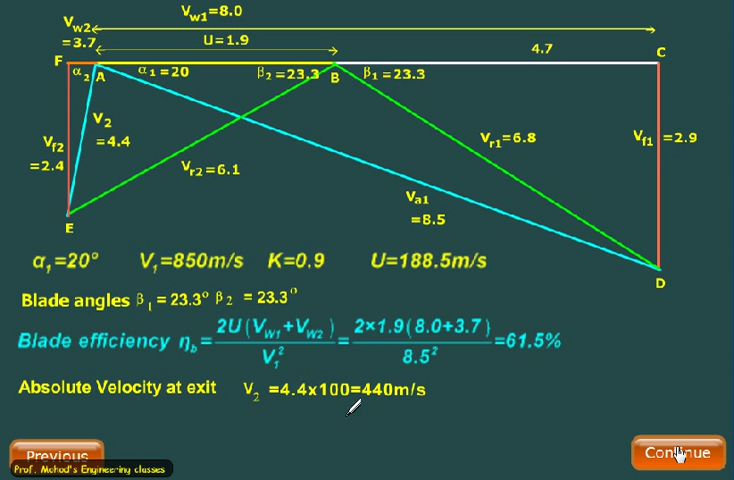 Vw1=8.0
Vw2
=3.7
U=1.9
4.7
F
α2
A
α1=20
β2=23.3
B
β1=23.3
C
V2
=4.4
Vf2
=2.4
Vr2=6.1
Vr1=6.8
Vf1 =2.9
Va1
=8.5
E
D
α1=20° V1=850m/s K=0.9 U=188.5m/s
Blade angles β1 = 23.3° β2 = 23.3°
Blade efficiency ηb = 2U(VW1+VW2) / V1² = 2×1.9(8.0+3.7) / 8.5² =61.5%
Absolute Velocity at exit V2 =4.4x100=440m/s
Previous
Continue
Prof. Mohod's Engineering classes